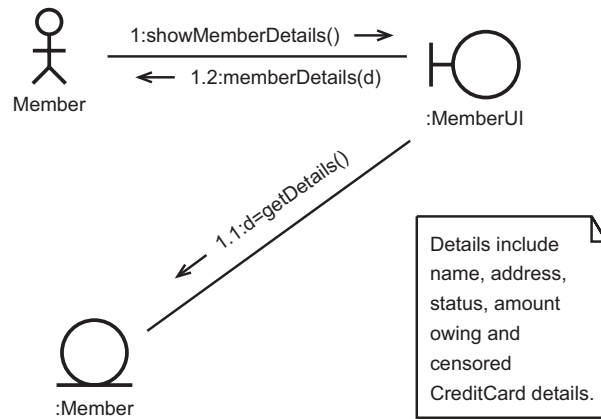 1:showMemberDetails()
1.2:memberDetails(d)
Member
:MemberUI
1.1:d=getDetails()
Details include
name, address,
status, amount
owing and
censored
CreditCard details.
:Member